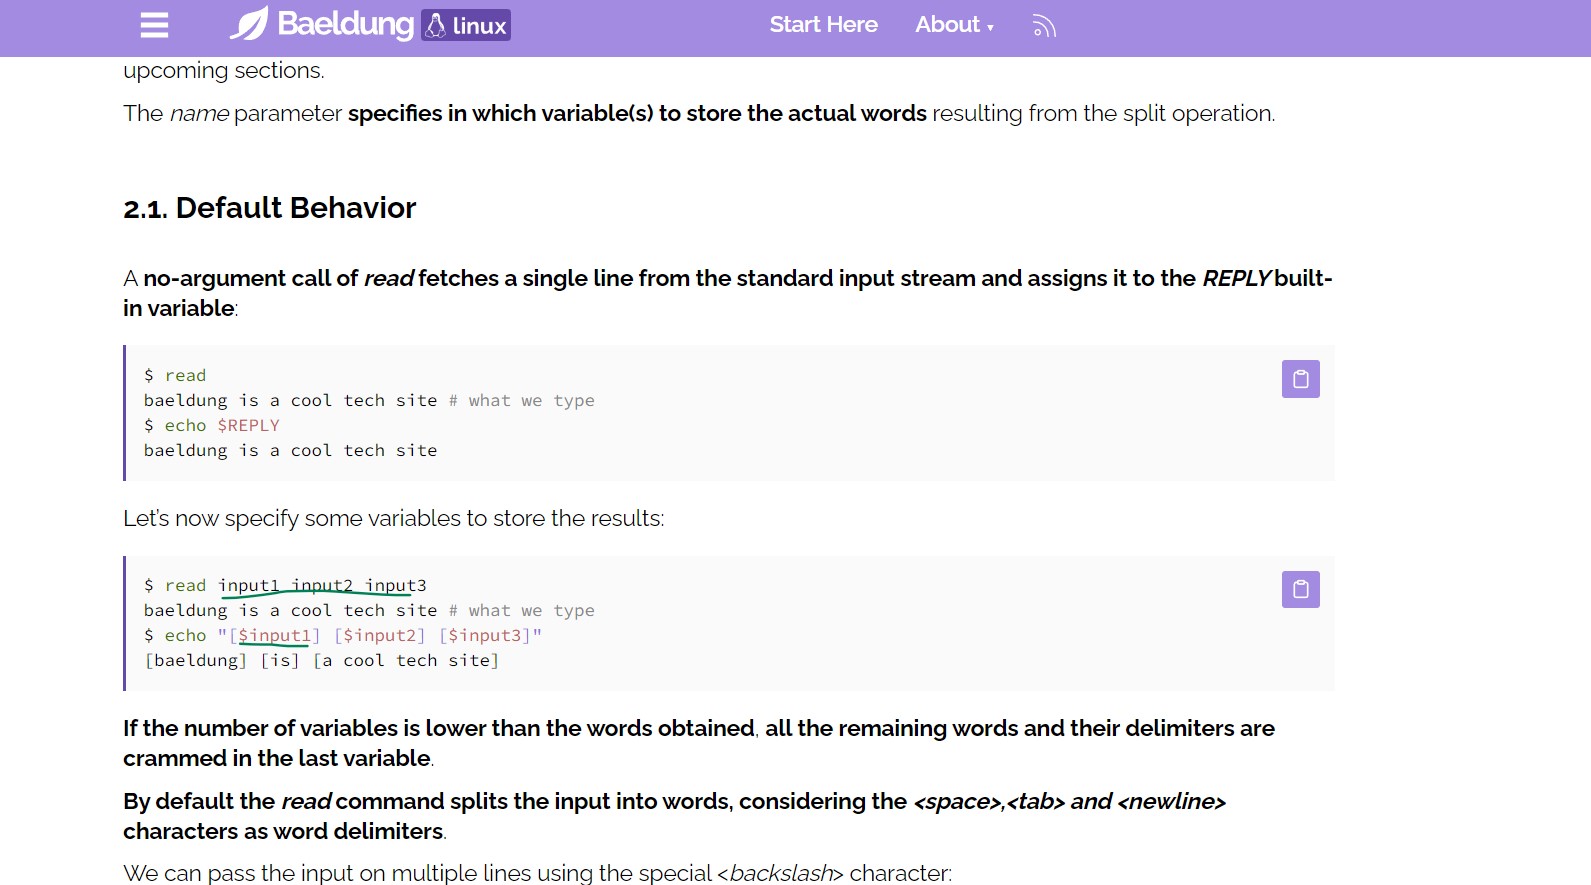 Baeldung linux Start Here About ▾
upcoming sections.
The name parameter specifies in which variable(s) to store the actual words resulting from the split operation.
2.1. Default Behavior
A no-argument call of read fetches a single line from the standard input stream and assigns it to the REPLY built-
in variable:
$ read
baeldung is a cool tech site # what we type
$ echo $REPLY
baeldung is a cool tech site
Let's now specify some variables to store the results:
$ read input1 input2 input3
baeldung is a cool tech site # what we type
$ echo "[$input1] [$input2] [$input3]"
[baeldung] [is] [a cool tech site]
If the number of variables is lower than the words obtained, all the remaining words and their delimiters are
crammed in the last variable.
By default the read command splits the input into words, considering the <space>,<tab> and <newline>
characters as word delimiters.
We can pass the input on multiple lines using the special <backslash> character: